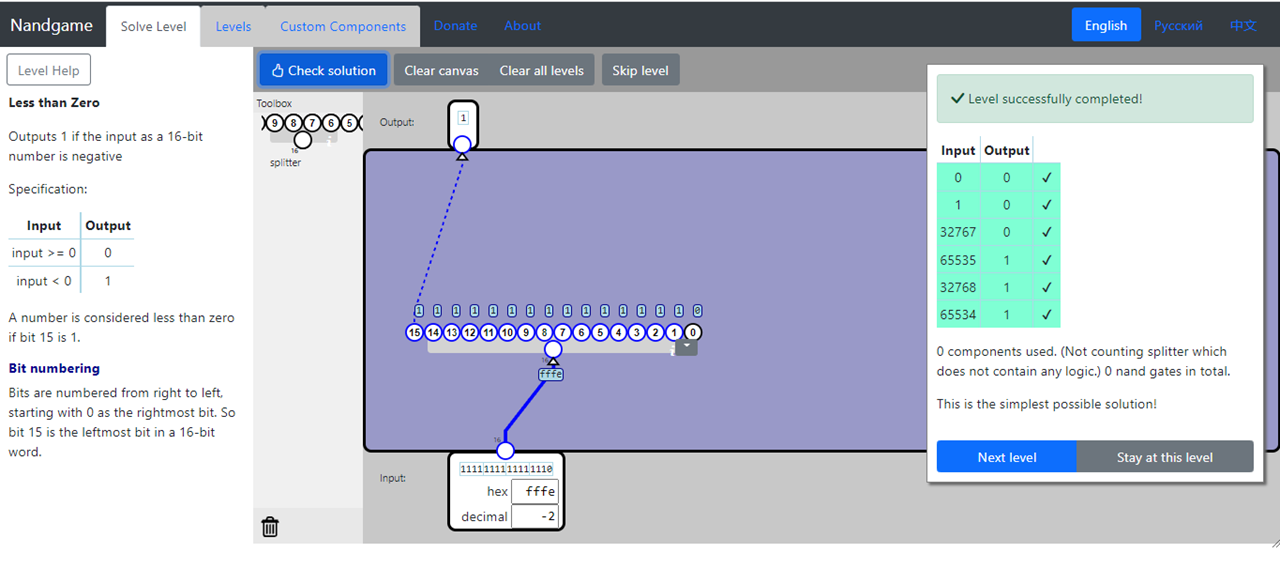 Nandgame Solve Level Levels Custom Components Donate About English Русский 中文
Level Help
Less than Zero
Outputs 1 if the input as a 16-bit
number is negative
Specification:
Input Output
input >= 0 0
input < 0 1
A number is considered less than zero
if bit 15 is 1.
Bit numbering
Bits are numbered from right to left,
starting with 0 as the rightmost bit. So
bit 15 is the leftmost bit in a 16-bit
word.
Check solution Clear canvas Clear all levels Skip level
Toolbox
9 8 7 6 5
16
splitter
Output:
1
1 1 1 1 1 1 1 1 1 1 1 1 1 1 1 0
15 14 13 12 11 10 9 8 7 6 5 4 3 2 1 0
16
fffe
16
Input:
1111111111111110
hex fffe
decimal -2
✓ Level successfully completed!
Input Output
0 0 ✓
1 0 ✓
32767 0 ✓
65535 1 ✓
32768 1 ✓
65534 1 ✓
0 components used. (Not counting splitter which
does not contain any logic.) 0 nand gates in total.
This is the simplest possible solution!
Next level Stay at this level